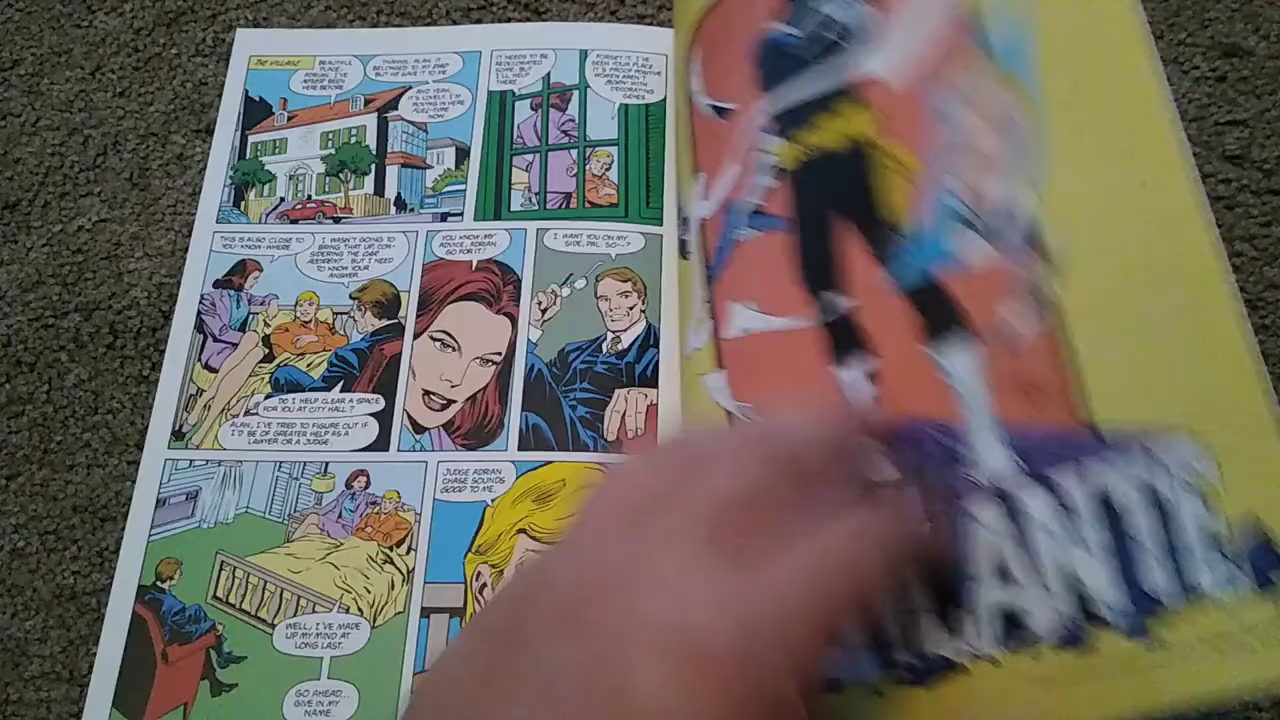 THE VILLAGE
BEAUTIFUL
PLACE,
ADRIAN. I'VE
NEVER BEEN
HERE BEFORE.
THANKS, ALAN. IT
BELONGED TO MY DAD
BUT HE GAVE IT TO ME.
AND YEAH,
IT'S LOVELY. I'M
MOVING IN HERE
FULL-TIME
NOW.
IT NEEDS TO BE
REDECORATED
SOME, BUT
I'LL HELP
THERE.
FORGET IT. I'VE
SEEN YOUR PLACE.
IT'S PROOF POSITIVE
WOMEN AREN'T
BORN WITH
DECORATING
GENES.
THIS IS ALSO CLOSE TO
YOU-KNOW-WHERE.
I WASN'T GOING TO
BRING THAT UP, CON-
SIDERING THE CAR
ACCIDENT... BUT I NEED
TO KNOW YOUR
ANSWER.
DO I HELP CLEAR A SPACE
FOR YOU AT CITY HALL?
ALAN, I'VE TRIED TO FIGURE OUT IF
I'D BE OF GREATER HELP AS A
LAWYER OR A JUDGE.
YOU KNOW MY
ADVICE, ADRIAN.
GO FOR IT!
I WANT YOU ON MY
SIDE, PAL. SO--?
WELL, I'VE MADE
UP MY MIND AT
LONG LAST.
GO AHEAD...
GIVE IN MY
NAME.
JUDGE ADRIAN
CHASE SOUNDS
GOOD TO ME.